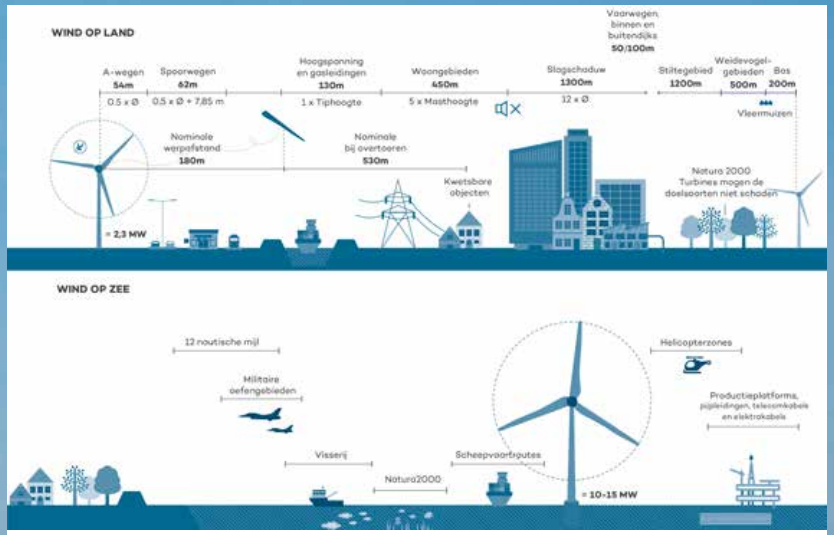 WIND OP LAND
Vaarwegen,
binnen en
buitendijks
50/100m
A-wegen
54m
0.5 x Ø
Spoorwegen
62m
0.5 x Ø + 7,85 m
Hoogspanning
en gasleidingen
130m
1 x Tiphoogte
Woongebieden
450m
5 x Masthoogte
Slagschaduw
1300m
12 x Ø
Stiltegebied
1200m
Weidevogel-
gebieden
500m
Bos
200m
Vleermuizen
Nominale
werpafstand
180m
Nominale
bij overtoeren
530m
Kwetsbare
objecten
Natura 2000
Turbines mogen de
doelsoorten niet schaden
= 2,3 MW
WIND OP ZEE
12 nautische mijl
Militaire
oefengebieden
Visserij
Natura2000
Scheepvaartroutes
= 10-15 MW
Helicopterzones
Productieplatforms,
pijpleidingen, telecomkabels
en elektrakabels